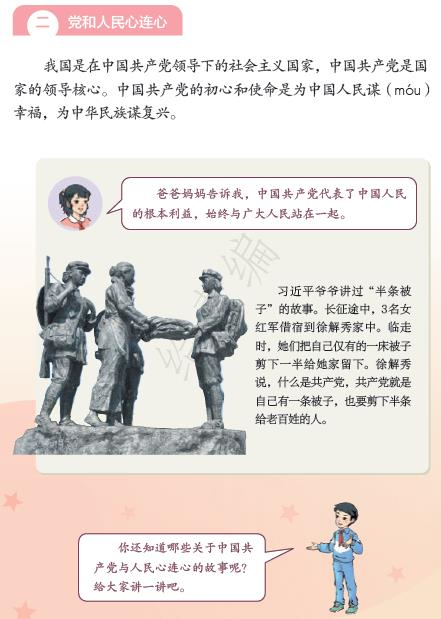 二 党和人民心连心
我国是在中国共产党领导下的社会主义国家，中国共产党是国
家的领导核心。中国共产党的初心和使命是为中国人民谋（móu）
幸福，为中华民族谋复兴。
爸爸妈妈告诉我，中国共产党代表了中国人民
的根本利益，始终与广大人民站在一起。
习近平爷爷讲过“半条被
子”的故事。长征途中，3名女
红军借宿到徐解秀家中。临走
时，她们把自己仅有的一床被子
剪下一半给她家留下。徐解秀
说，什么是共产党，共产党就是
自己有一条被子，也要剪下半条
给老百姓的人。
你还知道哪些关于中国共
产党与人民心连心的故事呢？
给大家讲一讲吧。